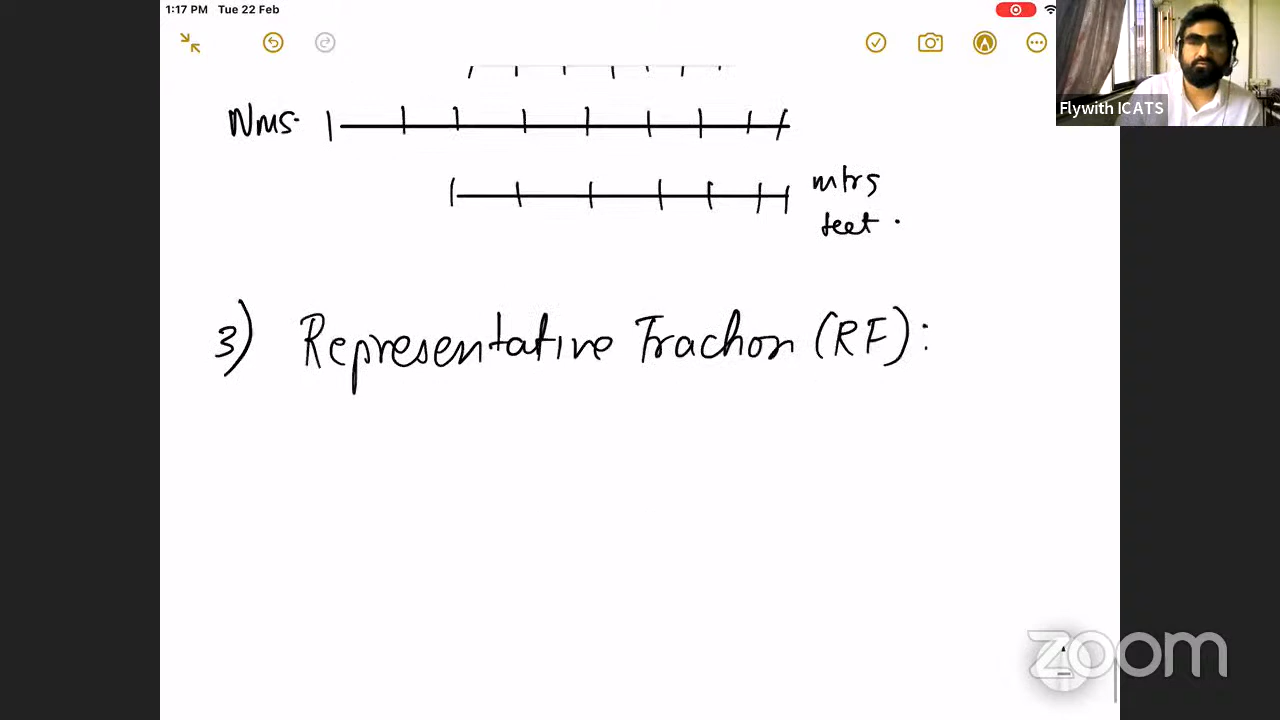 1:17 PM Tue 22 Feb
Flywith ICATS
Nms.
mtrs
feet.
3) Representative Fraction (RF):
zoom